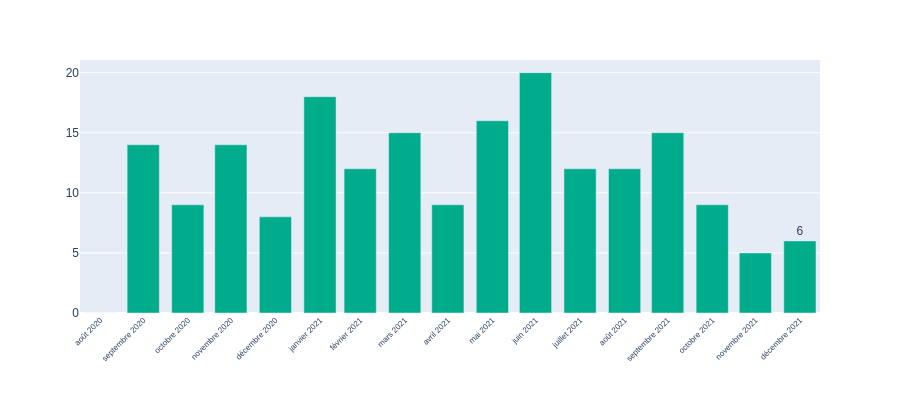 20
15
10
5
0
6
août 2020
septembre 2020
octobre 2020
novembre 2020
décembre 2020
janvier 2021
février 2021
mars 2021
avril 2021
mai 2021
juin 2021
juillet 2021
août 2021
septembre 2021
octobre 2021
novembre 2021
décembre 2021